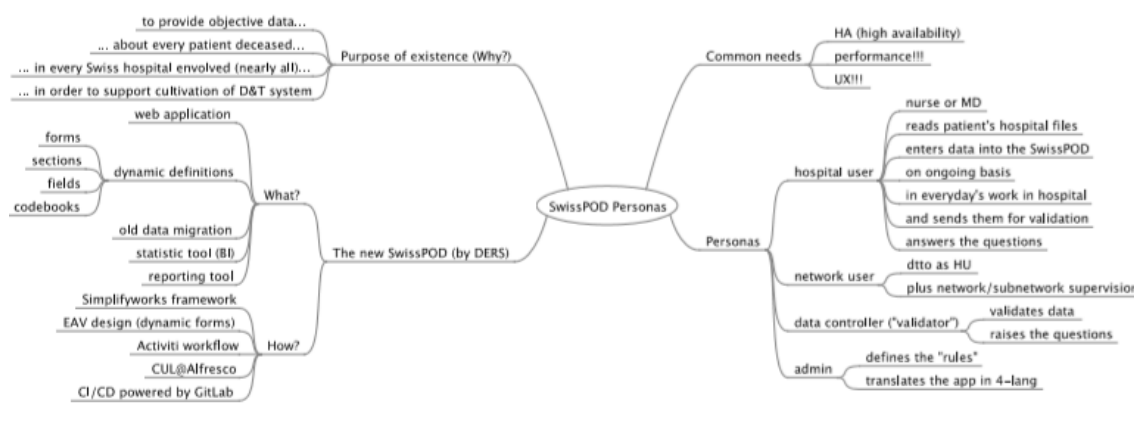 SwissPOD Personas
Purpose of existence (Why?)
to provide objective data...
... about every patient deceased...
... in every Swiss hospital envolved (nearly all)...
... in order to support cultivation of D&T system
The new SwissPOD (by DERS)
What?
web application
dynamic definitions
forms
sections
fields
codebooks
old data migration
statistic tool (BI)
reporting tool
How?
Simplifyworks framework
EAV design (dynamic forms)
Activiti workflow
CUL@Alfresco
CI/CD powered by GitLab
Common needs
HA (high availability)
performance!!!
UX!!!
Personas
hospital user
nurse or MD
reads patient's hospital files
enters data into the SwissPOD
on ongoing basis
in everyday's work in hospital
and sends them for validation
answers the questions
network user
dtto as HU
plus network/subnetwork supervision
data controller ("validator")
validates data
raises the questions
admin
defines the "rules"
translates the app in 4-lang